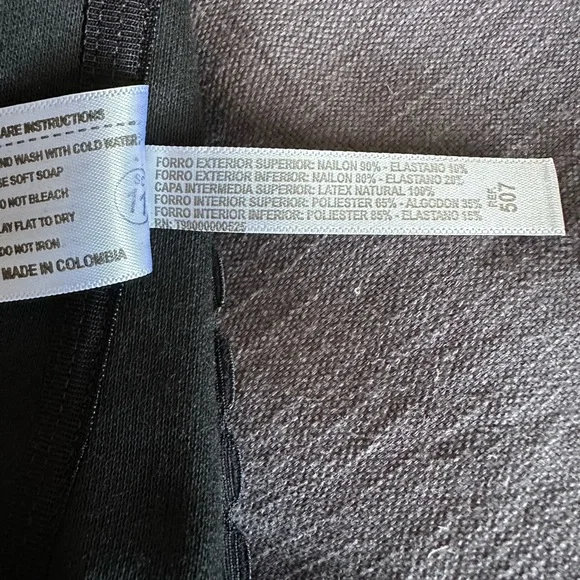 ARE INSTRUCTIONS
ND WASH WITH COLD WATER
SE SOFT SOAP
O NOT BLEACH
LAY FLAT TO DRY
DO NOT IRON
MADE IN COLOMBIA
FORRO EXTERIOR SUPERIOR: NAILON 90% - ELASTANO 10%
FORRO EXTERIOR INFERIOR: NAILON 80% - ELASTANO 20%
CAPA INTERMEDIA SUPERIOR: LATEX NATURAL 100%
FORRO INTERIOR SUPERIOR: POLIESTER 65% - ALGODON 35%
FORRO INTERIOR INFERIOR: POLIESTER 85% - ELASTANO 15%
RN: T90000000525
REF.
507